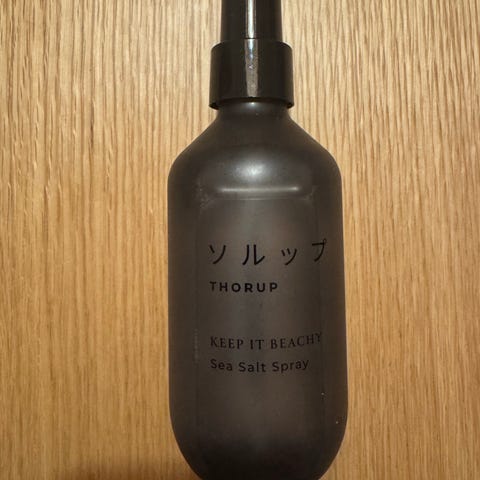 ソルップ
THORUP
KEEP IT BEACHY
Sea Salt Spray